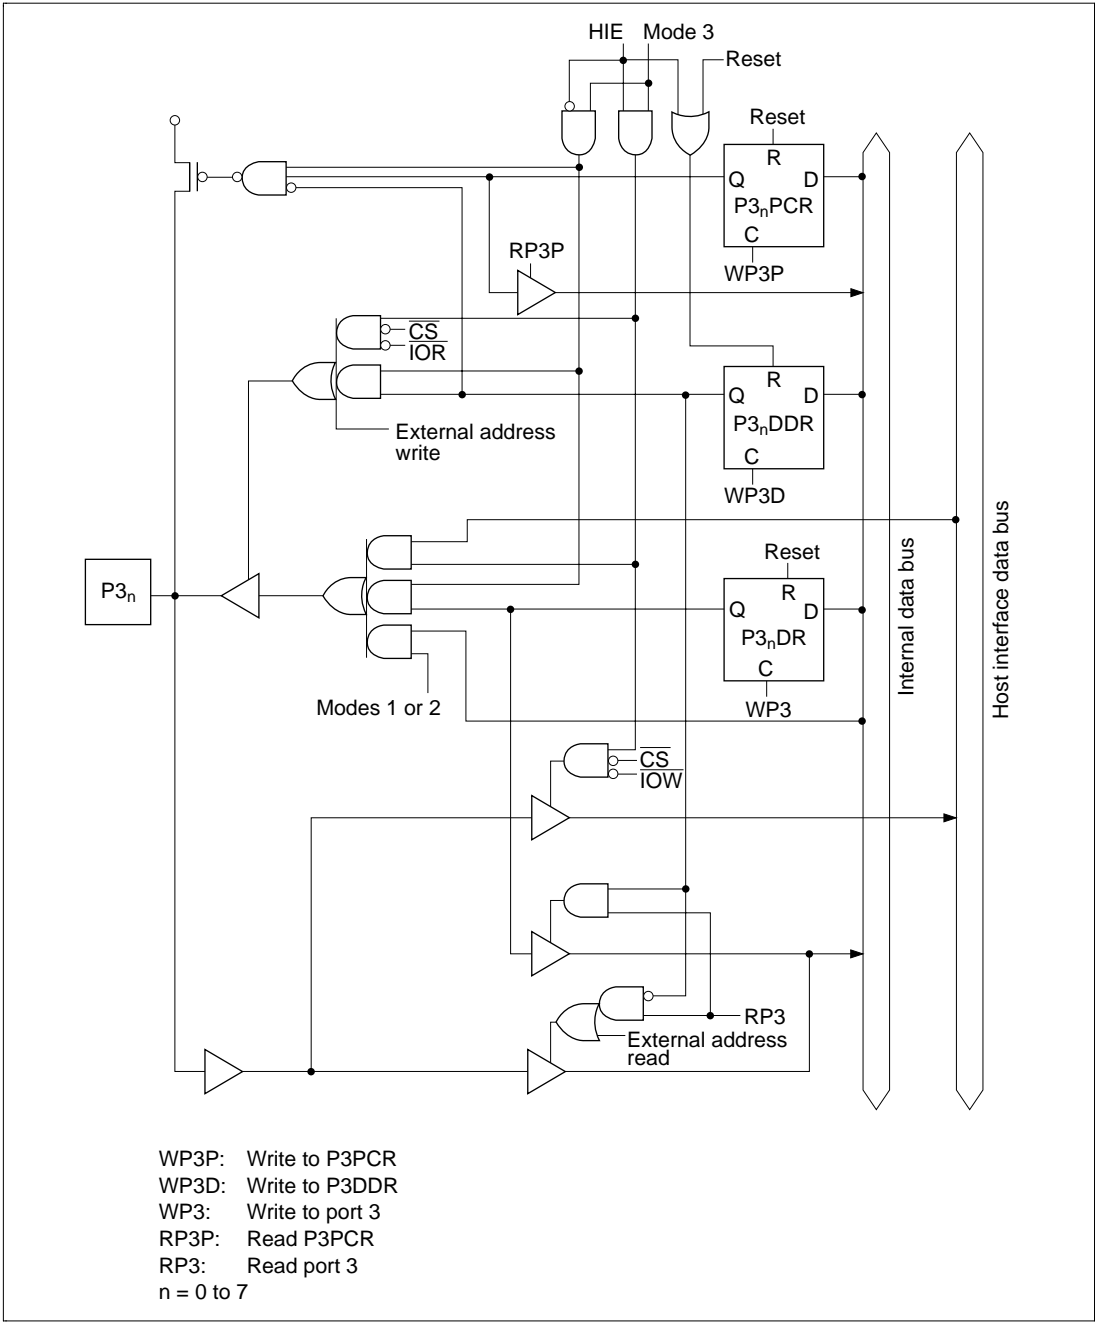 HIE Mode 3
Reset
Reset
R
Q D
P3nPCR
C
WP3P
RP3P
CS
IOR
R
Q D
P3nDDR
C
WP3D
External address
write
Reset
R
Q D
P3nDR
C
WP3
P3n
Modes 1 or 2
Internal data bus
Host interface data bus
CS
IOW
RP3
External address
read
WP3P: Write to P3PCR
WP3D: Write to P3DDR
WP3: Write to port 3
RP3P: Read P3PCR
RP3: Read port 3
n = 0 to 7